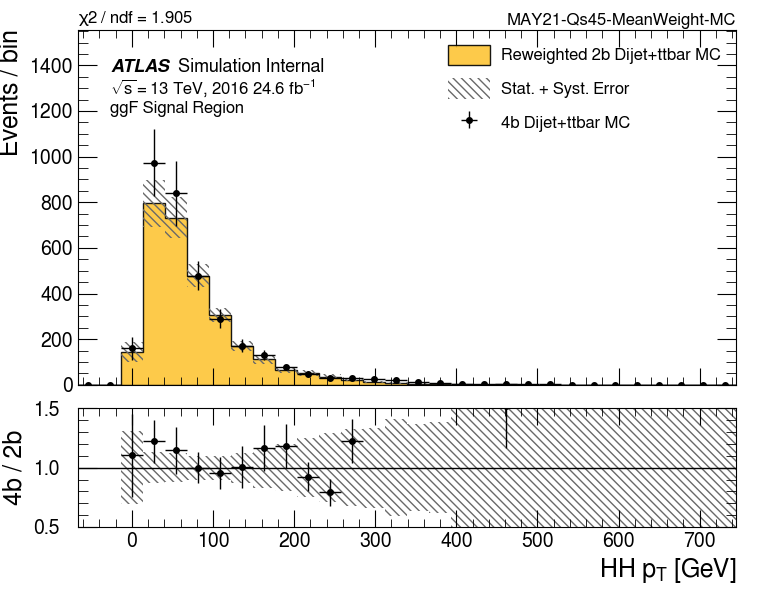 χ2 / ndf = 1.905
MAY21-Qs45-MeanWeight-MC
ATLAS Simulation Internal
√s = 13 TeV, 2016 24.6 fb−1
ggF Signal Region
Reweighted 2b Dijet+ttbar MC
Stat. + Syst. Error
4b Dijet+ttbar MC
Events / bin
1400
1200
1000
800
600
400
200
0
4b / 2b
1.5
1.0
0.5
0 100 200 300 400 500 600 700
HH pT [GeV]